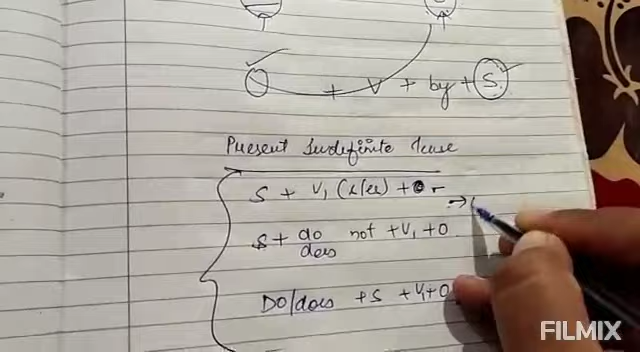 O + V + by + S.
Present Indefinite tense
S + V1 (s/es) + O
S + do not + V1 + O
does
Do/does + S + V1 + O
FILMIX